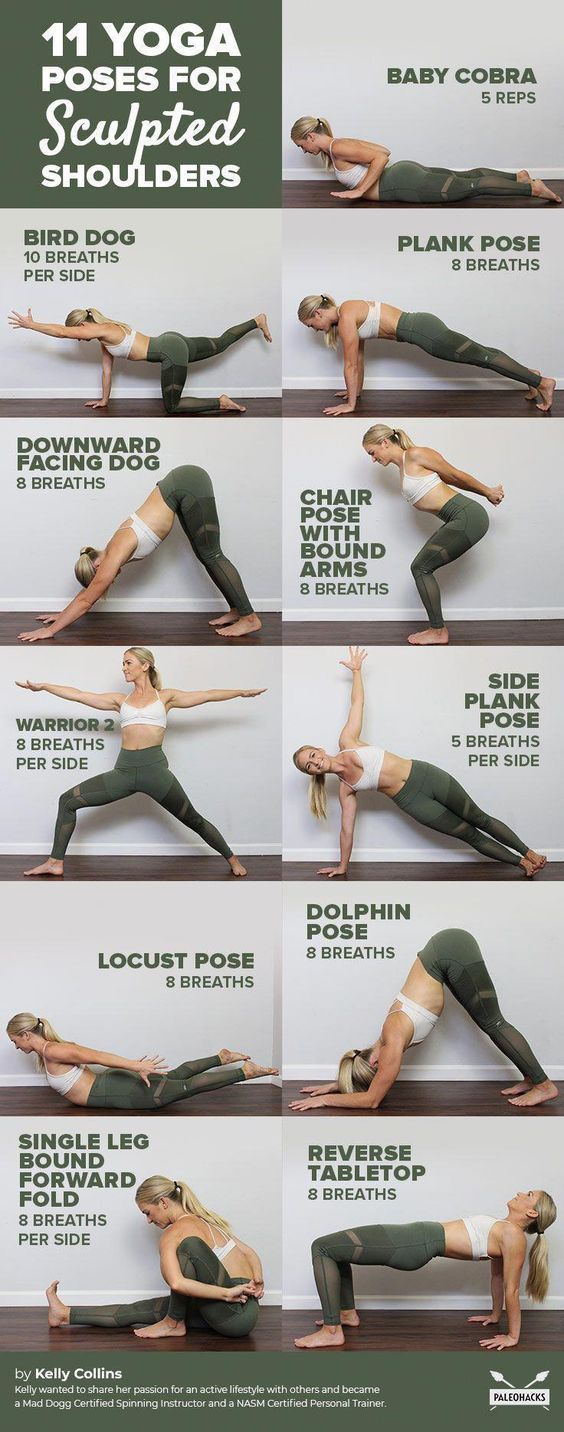 11 YOGA
POSES FOR
Sculpted
SHOULDERS
BABY COBRA
5 REPS
BIRD DOG
10 BREATHS
PER SIDE
PLANK POSE
8 BREATHS
DOWNWARD
FACING DOG
8 BREATHS
CHAIR
POSE
WITH
BOUND
ARMS
8 BREATHS
WARRIOR 2
8 BREATHS
PER SIDE
SIDE
PLANK
POSE
5 BREATHS
PER SIDE
LOCUST POSE
8 BREATHS
DOLPHIN
POSE
8 BREATHS
SINGLE LEG
BOUND
FORWARD
FOLD
8 BREATHS
PER SIDE
REVERSE
TABLETOP
8 BREATHS
by Kelly Collins
Kelly wanted to share her passion for an active lifestyle with others and became
a Mad Dogg Certified Spinning Instructor and a NASM Certified Personal Trainer.
PALEOHACKS